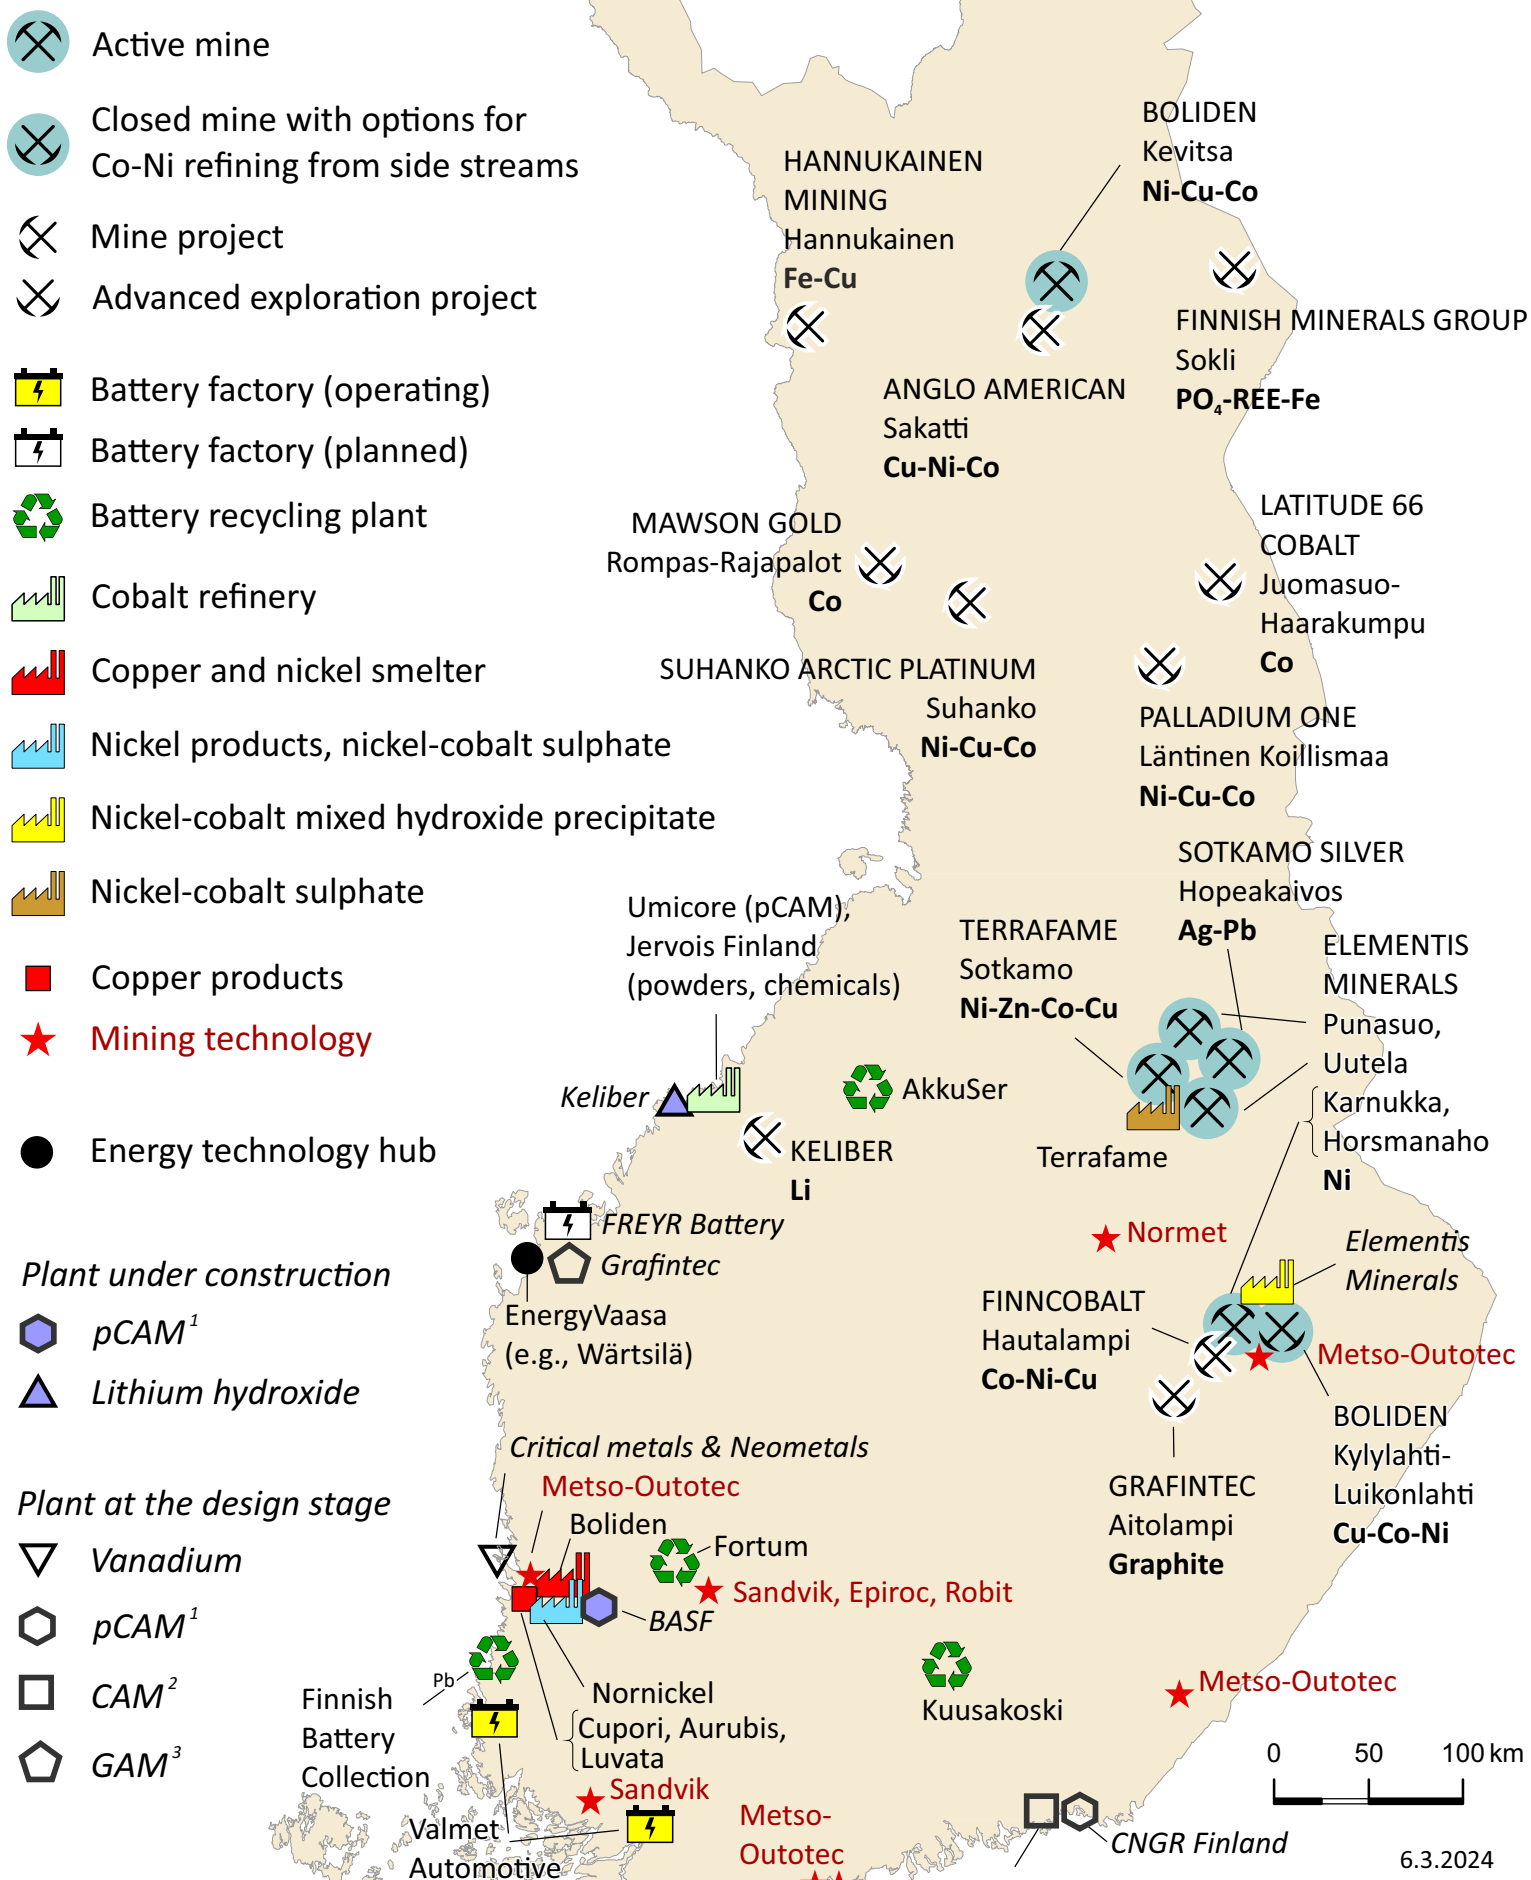 Active mine
Closed mine with options for
Co-Ni refining from side streams
Mine project
Advanced exploration project
Battery factory (operating)
Battery factory (planned)
Battery recycling plant
Cobalt refinery
Copper and nickel smelter
Nickel products, nickel-cobalt sulphate
Nickel-cobalt mixed hydroxide precipitate
Nickel-cobalt sulphate
Copper products
Mining technology
Energy technology hub
Plant under construction
pCAM¹
Lithium hydroxide
Plant at the design stage
Vanadium
pCAM¹
CAM²
GAM³
BOLIDEN
Kevitsa
Ni-Cu-Co
HANNUKAINEN
MINING
Hannukainen
Fe-Cu
FINNISH MINERALS GROUP
Sokli
PO₄-REE-Fe
ANGLO AMERICAN
Sakatti
Cu-Ni-Co
MAWSON GOLD
Rompas-Rajapalot
Co
LATITUDE 66
COBALT
Juomasuo-
Haarakumpu
Co
SUHANKO ARCTIC PLATINUM
Suhanko
Ni-Cu-Co
PALLADIUM ONE
Läntinen Koillismaa
Ni-Cu-Co
SOTKAMO SILVER
Hopeakaivos
Ag-Pb
Umicore (pCAM),
Jervois Finland
(powders, chemicals)
TERRAFAME
Sotkamo
Ni-Zn-Co-Cu
ELEMENTIS
MINERALS
Punasuo,
Uutela
Karnukka,
Horsmanaho
Ni
Keliber
AkkuSer
KELIBER
Li
Terrafame
FREYR Battery
Grafintec
EnergyVaasa
(e.g., Wärtsilä)
Normet
Elementis
Minerals
FINNCOBALT
Hautalampi
Co-Ni-Cu
Metso-Outotec
BOLIDEN
Kylylahti-
Luikonlahti
Cu-Co-Ni
GRAFINTEC
Aitolampi
Graphite
Critical metals & Neometals
Metso-Outotec
Boliden
Fortum
Sandvik, Epiroc, Robit
BASF
Pb
Finnish
Battery
Collection
Nornickel
Cupori, Aurubis,
Luvata
Kuusakoski
Metso-Outotec
Sandvik
Valmet
Automotive
Metso-
Outotec
CNGR Finland
0 50 100 km
6.3.2024